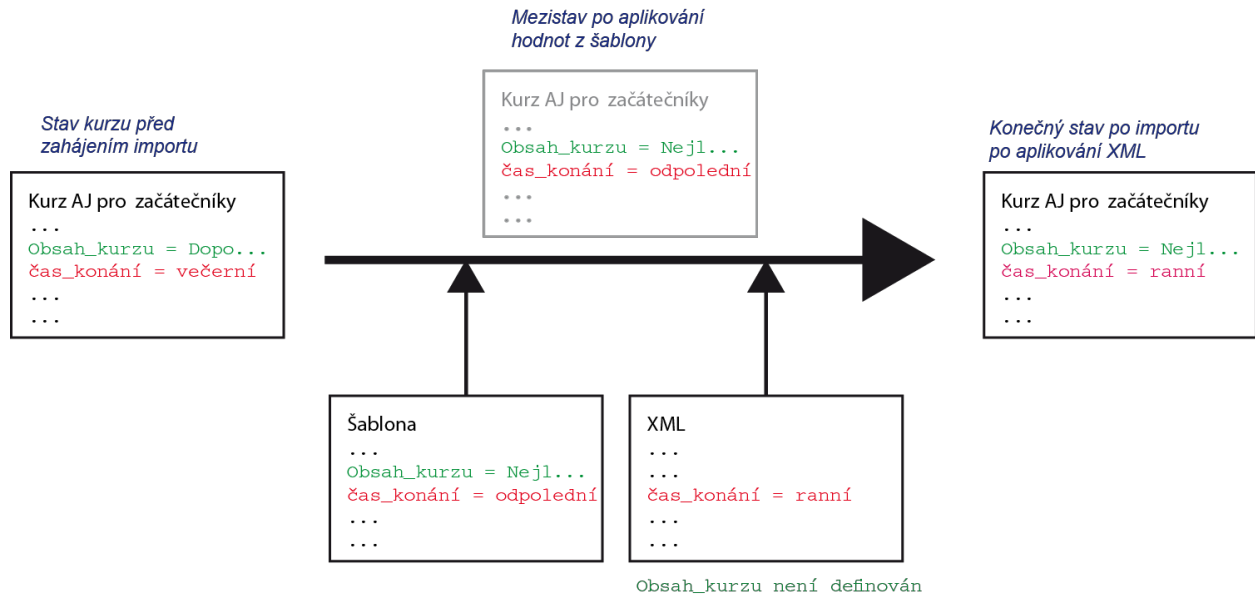 Mezistav po aplikování
hodnot z šablony
Kurz AJ pro začátečníky
...
Obsah_kurzu = Nejl...
čas_konání = odpolední
...
...
Stav kurzu před
zahájením importu
Kurz AJ pro začátečníky
...
Obsah_kurzu = Dopo...
čas_konání = večerní
...
...
Konečný stav po importu
po aplikování XML
Kurz AJ pro začátečníky
...
Obsah_kurzu = Nejl...
čas_konání = ranní
...
...
Šablona
...
Obsah_kurzu = Nejl...
čas_konání = odpolední
...
...
XML
...
...
čas_konání = ranní
...
...
Obsah_kurzu není definován